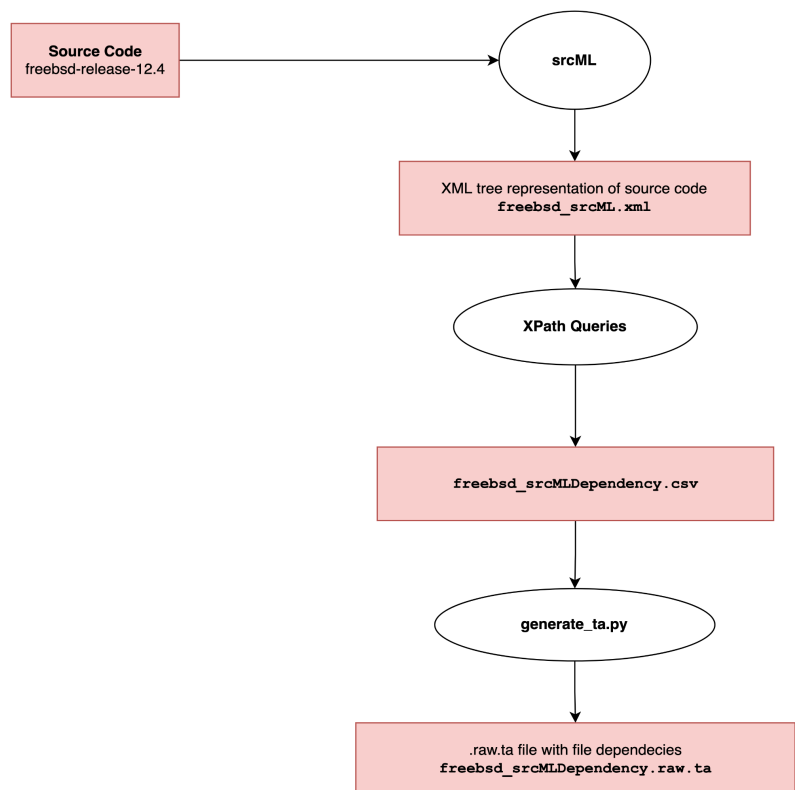 Source Code
freebsd-release-12.4
srcML
XML tree representation of source code
freebsd_srcML.xml
XPath Queries
freebsd_srcMLDependency.csv
generate_ta.py
.raw.ta file with file dependecies
freebsd_srcMLDependency.raw.ta